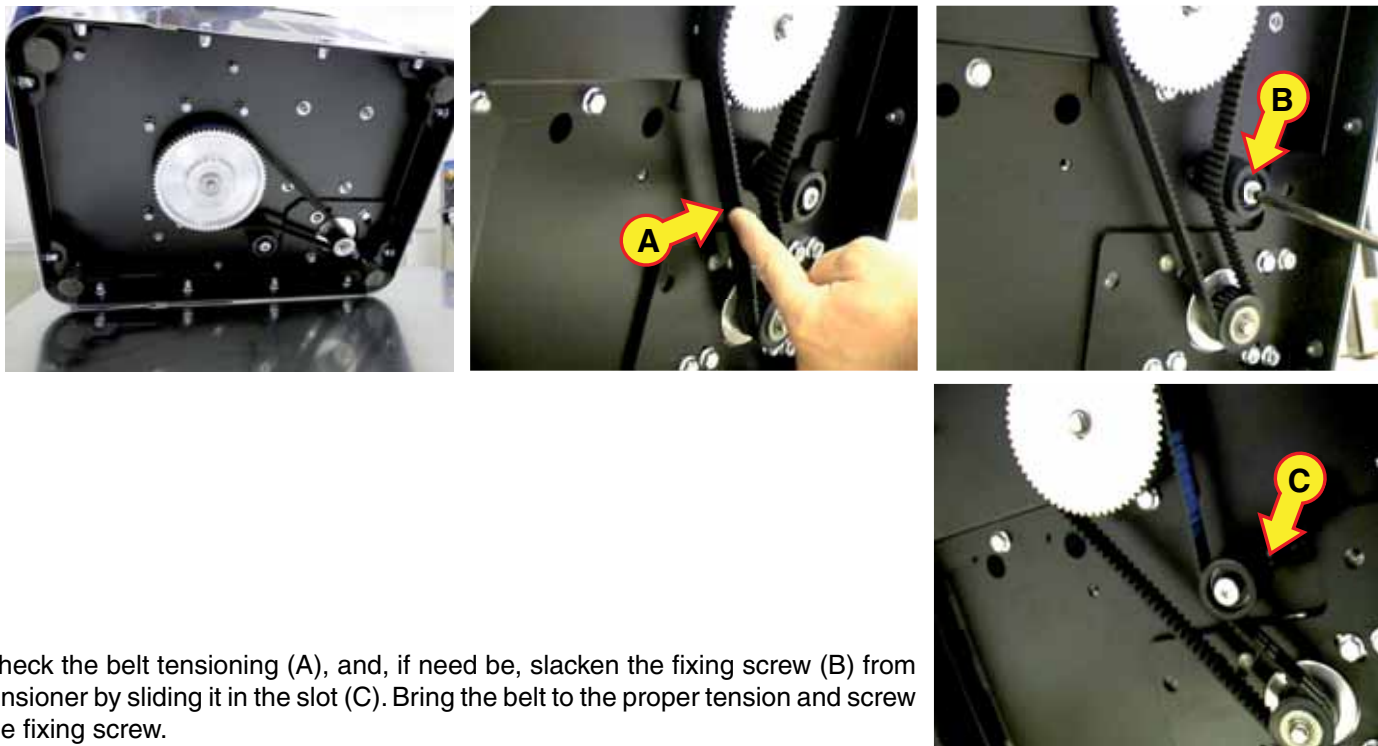 A
B
C
heck the belt tensioning (A), and, if need be, slacken the fixing screw (B) from
nsioner by sliding it in the slot (C). Bring the belt to the proper tension and screw
e fixing screw.